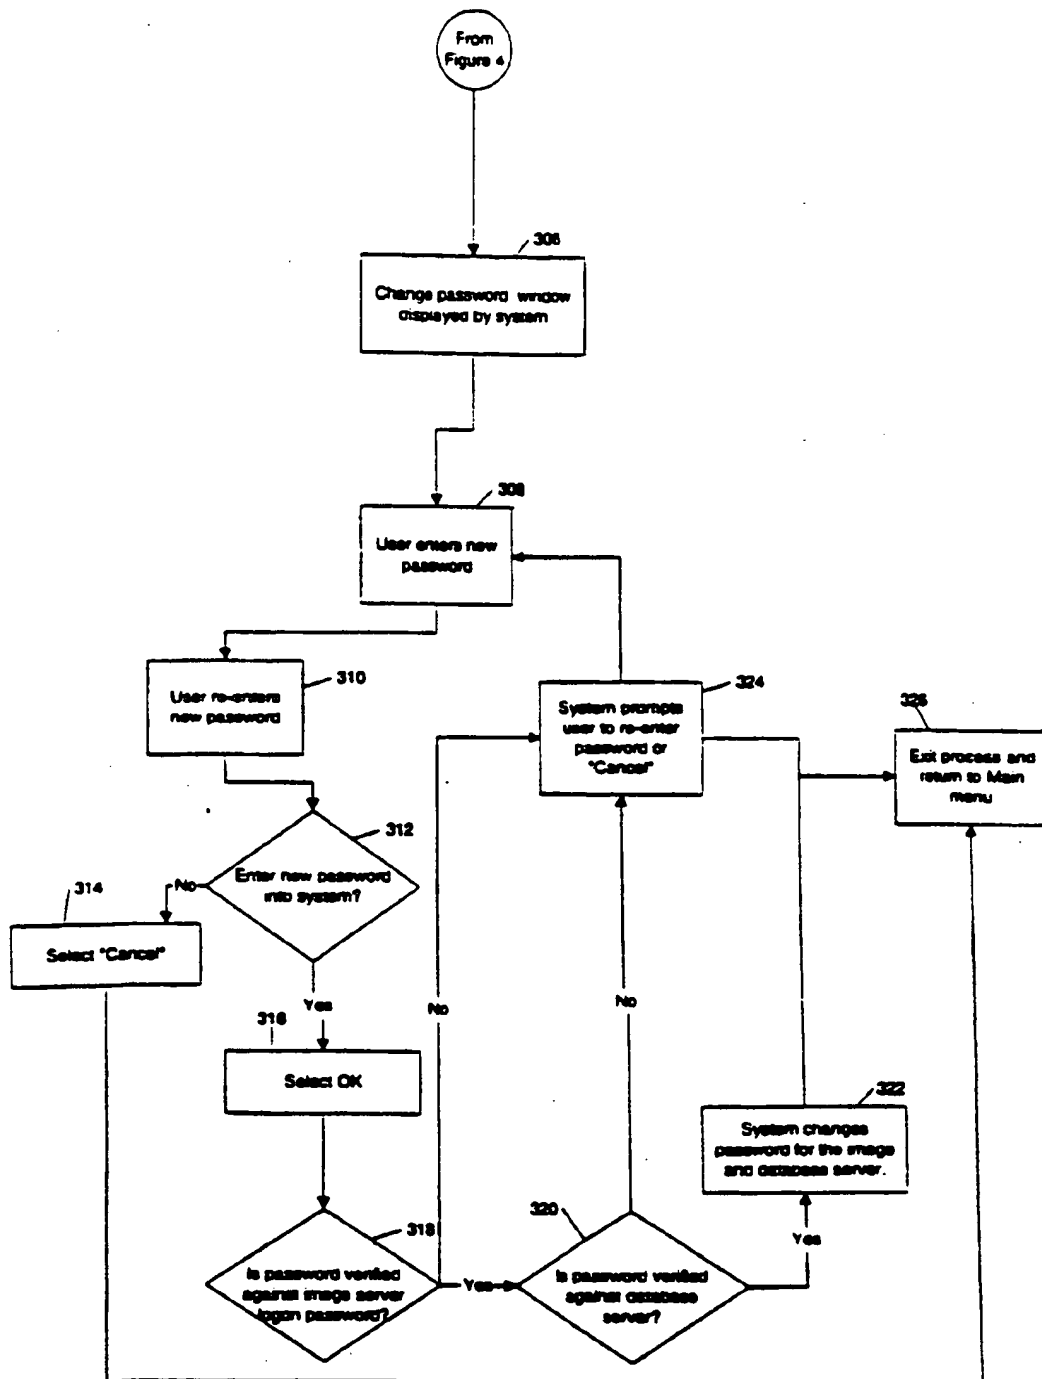 From
Figure 4
306
Change password window
displayed by system
308
User enters new
password
310
User re-enters
new password
324
System prompts
user to re-enter
password or
"Cancel"
326
Exit process and
return to Main
menu
312
Enter new password
into system?
No
314
Select "Cancel"
Yes
316
Select OK
No
No
322
System changes
password for the image
and database server.
318
Is password verified
against image server
logon password?
Yes
320
Is password verified
against database
server?
Yes